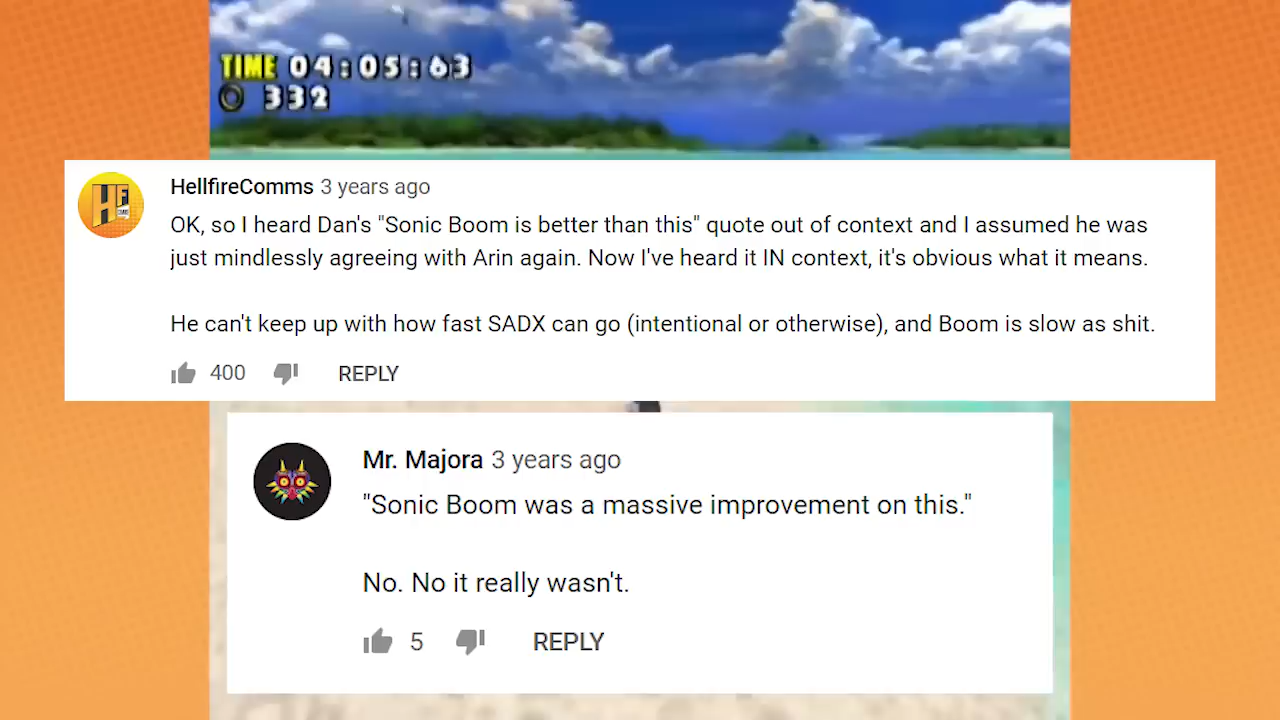 TIME 04:05:63
332
HellfireComms 3 years ago
OK, so I heard Dan's "Sonic Boom is better than this" quote out of context and I assumed he was
just mindlessly agreeing with Arin again. Now I've heard it IN context, it's obvious what it means.
He can't keep up with how fast SADX can go (intentional or otherwise), and Boom is slow as shit.
400 REPLY
Mr. Majora 3 years ago
"Sonic Boom was a massive improvement on this."
No. No it really wasn't.
5 REPLY